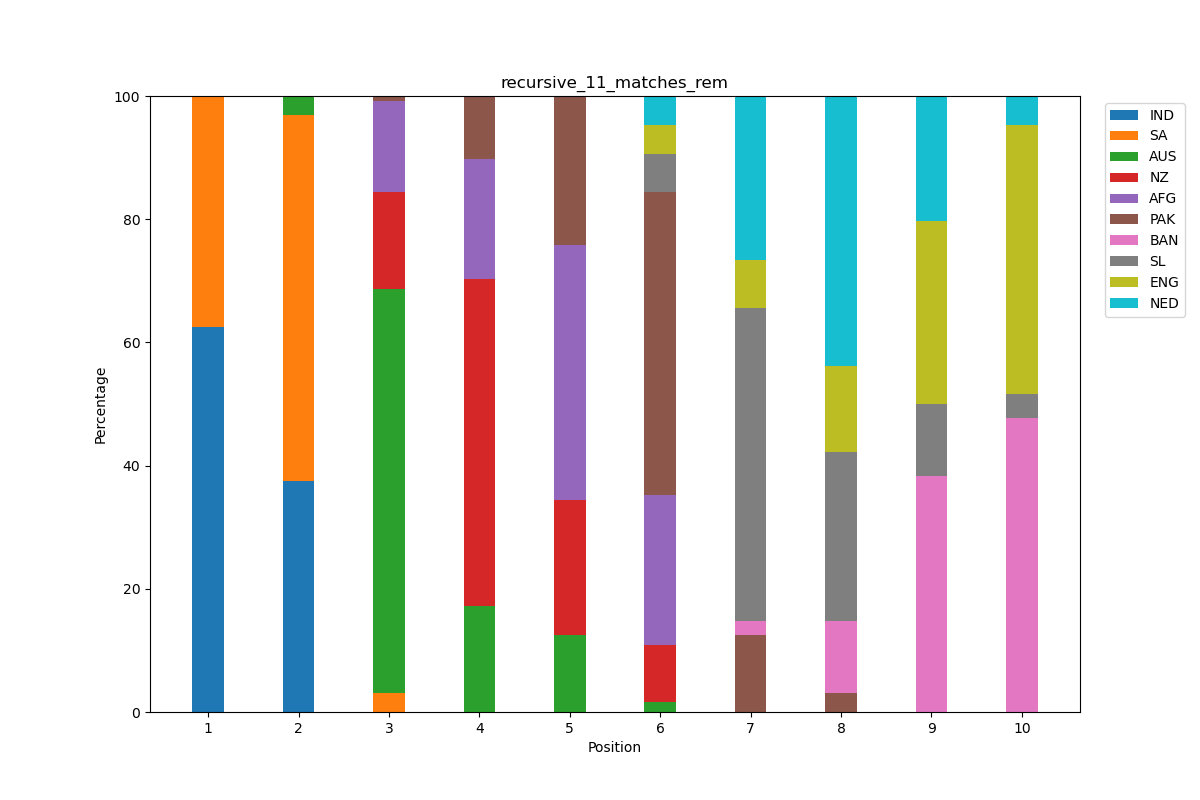 recursive_11_matches_rem
100
80
60
40
20
0
Percentage
1 2 3 4 5 6 7 8 9 10
Position
IND
SA
AUS
NZ
AFG
PAK
BAN
SL
ENG
NED